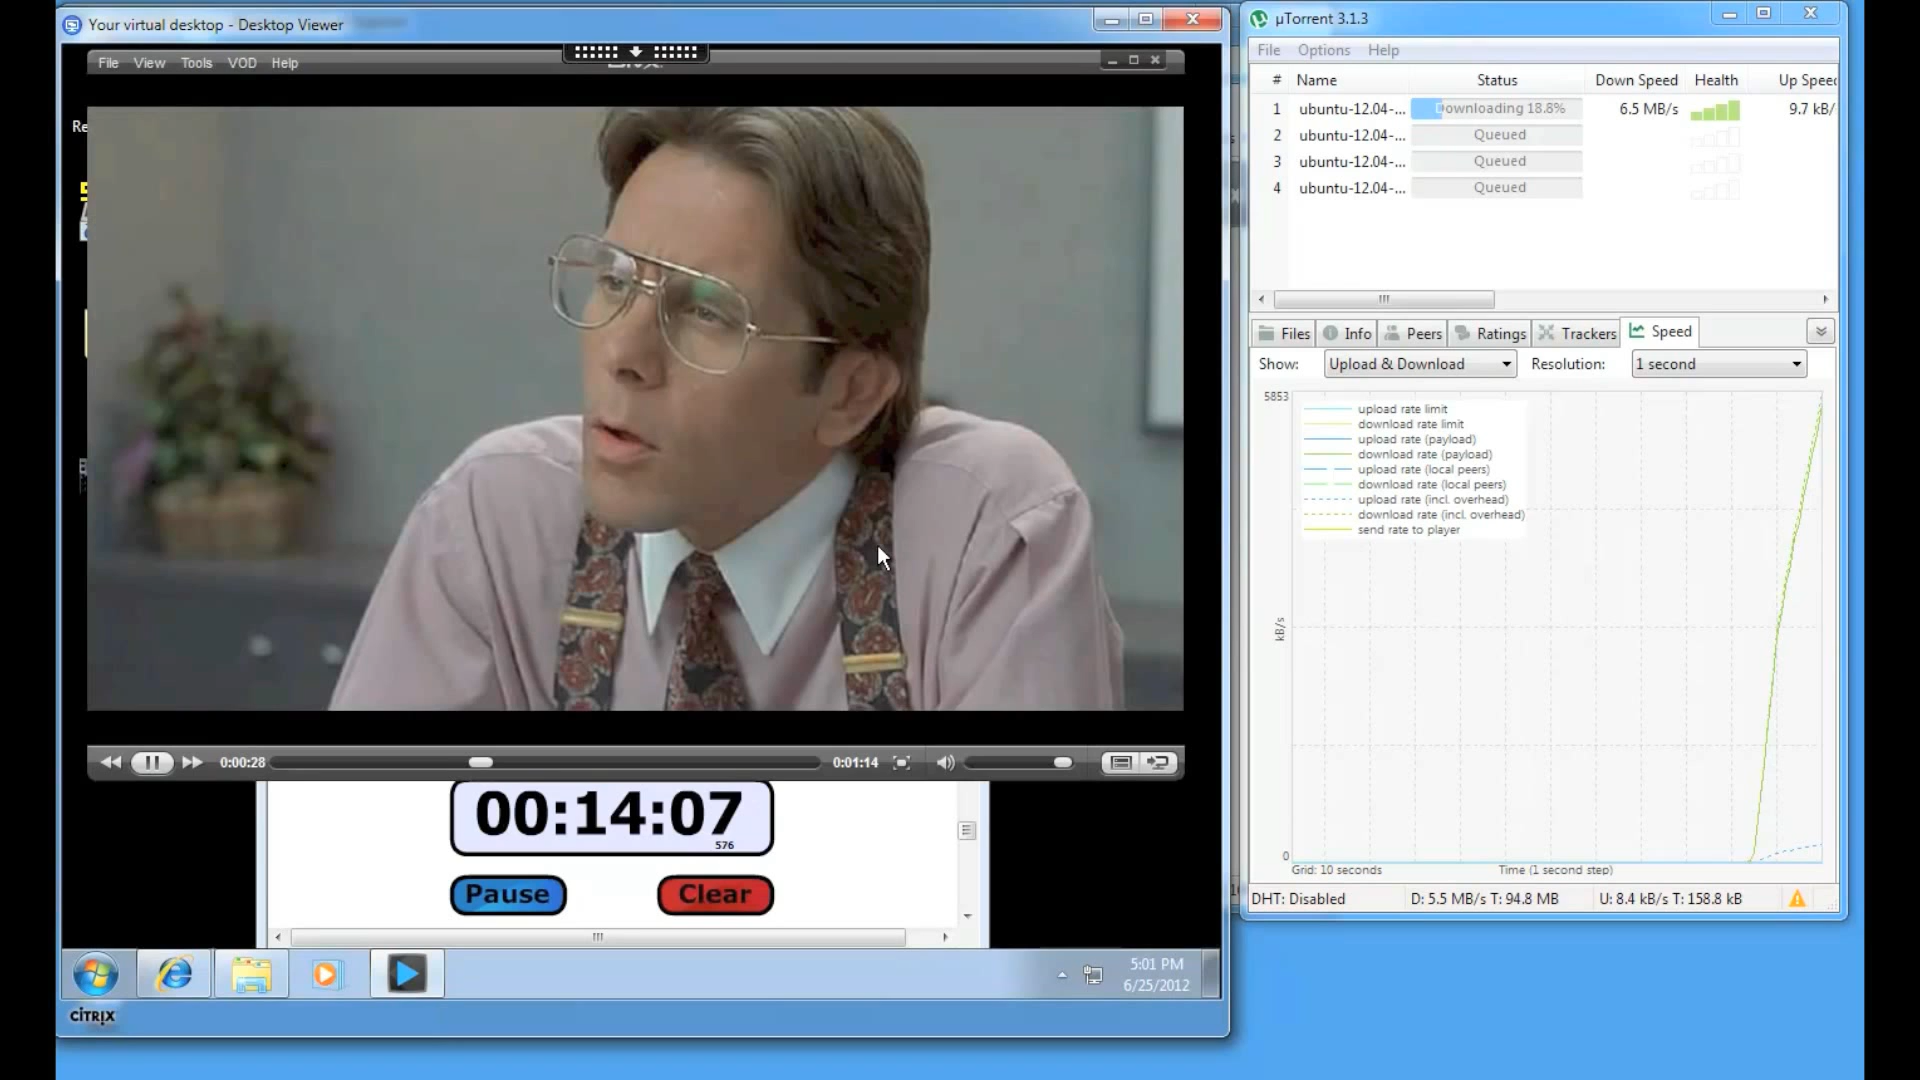 Your virtual desktop - Desktop Viewer
File View Tools VOD Help
Re
0:00:28
0:01:14
00:14:07
576
Pause Clear
5:01 PM
6/25/2012
CİTRIX
µTorrent 3.1.3
File Options Help
# Name Status Down Speed Health Up Speed
1 ubuntu-12.04-... Downloading 18.8% 6.5 MB/s 9.7 kB/
2 ubuntu-12.04-... Queued
3 ubuntu-12.04-... Queued
4 ubuntu-12.04-... Queued
Files Info Peers Ratings Trackers Speed
Show: Upload & Download Resolution: 1 second
5853
upload rate limit
download rate limit
upload rate (payload)
download rate (payload)
upload rate (local peers)
download rate (local peers)
upload rate (incl. overhead)
download rate (incl. overhead)
send rate to player
kB/s
0
Grid: 10 seconds Time (1 second step)
DHT: Disabled D: 5.5 MB/s T: 94.8 MB U: 8.4 kB/s T: 158.8 kB